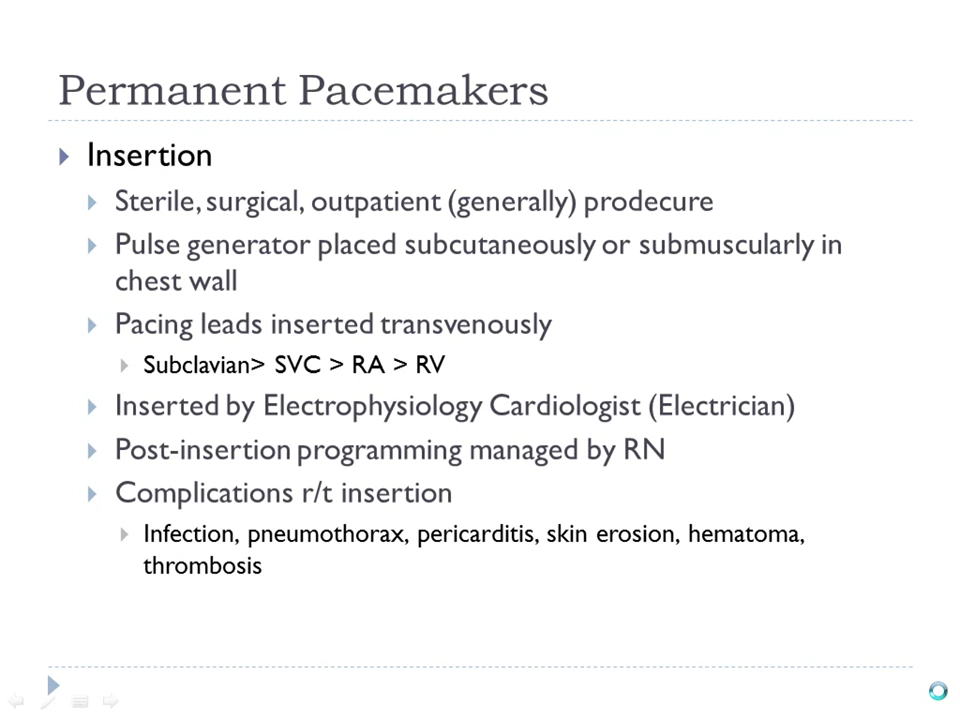 Permanent Pacemakers
Insertion
Sterile, surgical, outpatient (generally) prodecure
Pulse generator placed subcutaneously or submuscularly in
chest wall
Pacing leads inserted transvenously
Subclavian> SVC > RA > RV
Inserted by Electrophysiology Cardiologist (Electrician)
Post-insertion programming managed by RN
Complications r/t insertion
Infection, pneumothorax, pericarditis, skin erosion, hematoma,
thrombosis